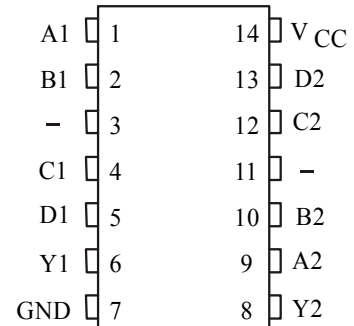 A1 1 14 V CC
B1 2 13 D2
– 3 12 C2
C1 4 11 –
D1 5 10 B2
Y1 6 9 A2
GND 7 8 Y2